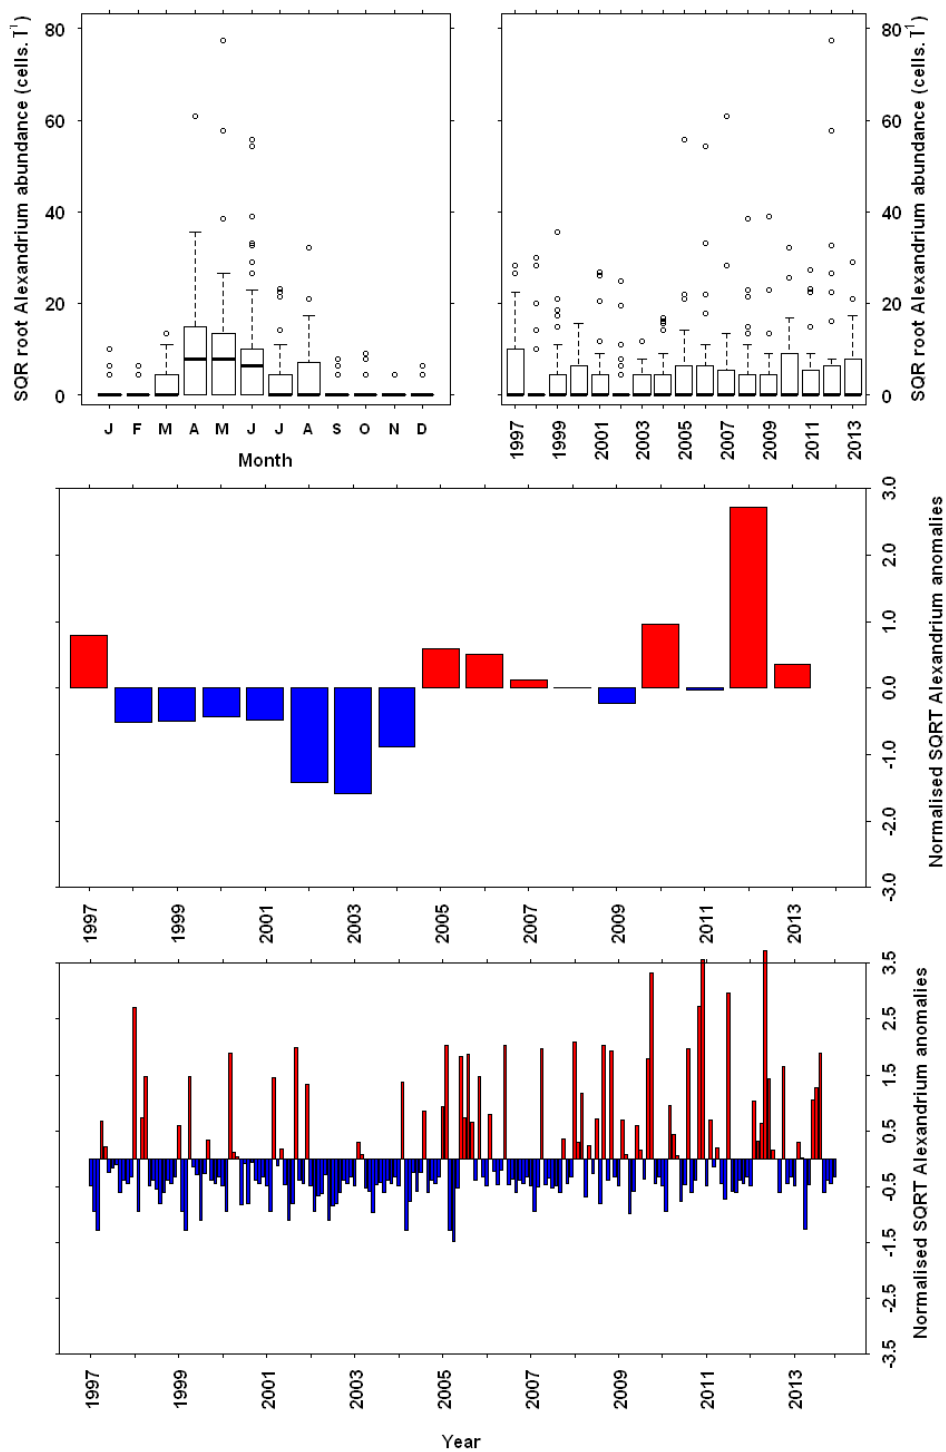 SQR root Alexandrium abundance (cells. l⁻¹)
80
60
40
20
0
J F M A M J J A S O N D
Month
80
60
40
20
0
SQR root Alexandrium abundance (cells. l⁻¹)
1997 1999 2001 2003 2005 2007 2009 2011 2013
3.0
2.0
1.0
0.0
-1.0
-2.0
-3.0
Normalised SQRT Alexandrium anomalies
1997 1999 2001 2003 2005 2007 2009 2011 2013
3.5
2.5
1.5
0.5
-0.5
-1.5
-2.5
-3.5
Normalised SQRT Alexandrium anomalies
1997 1999 2001 2003 2005 2007 2009 2011 2013
Year